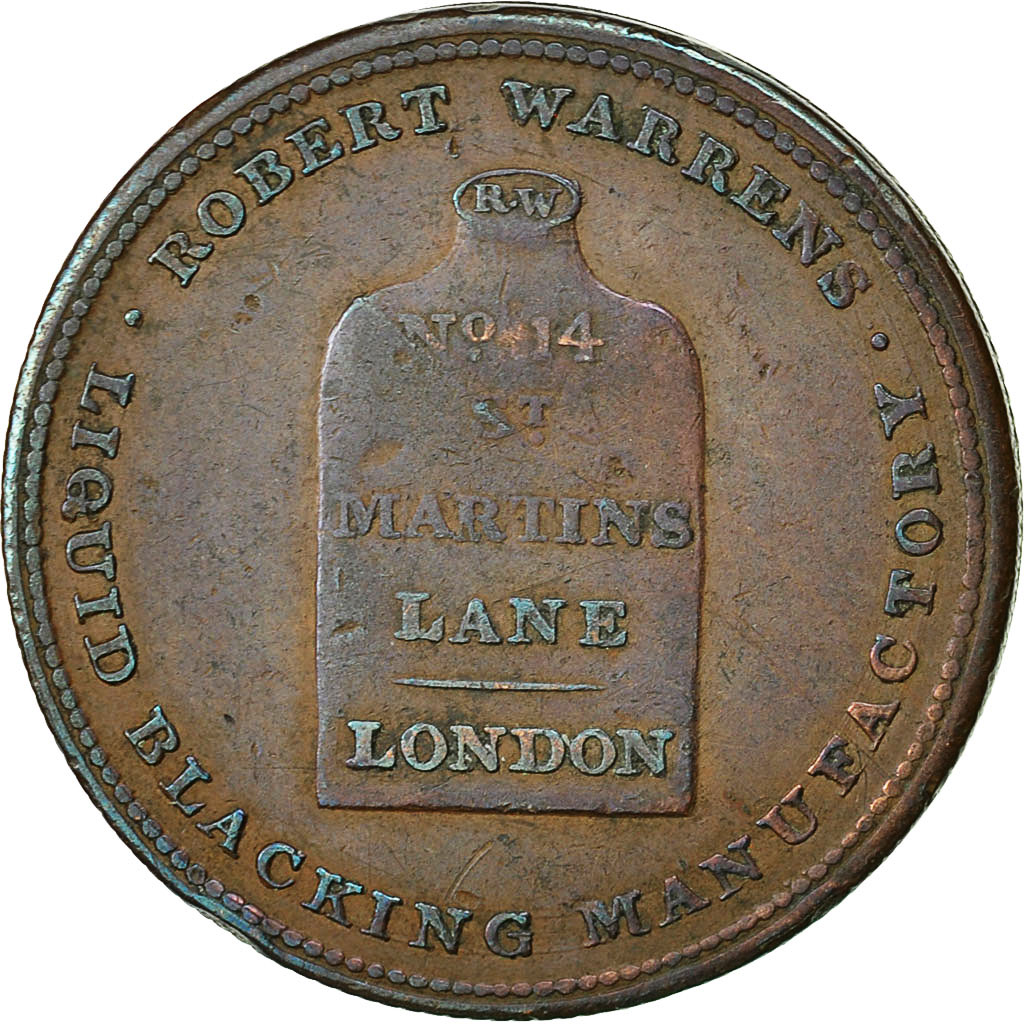 ROBERT WARRENS · LIQUID BLACKING MANUFACTORY ·
R·W
No. 14
ST.
MARTINS
LANE
LONDON